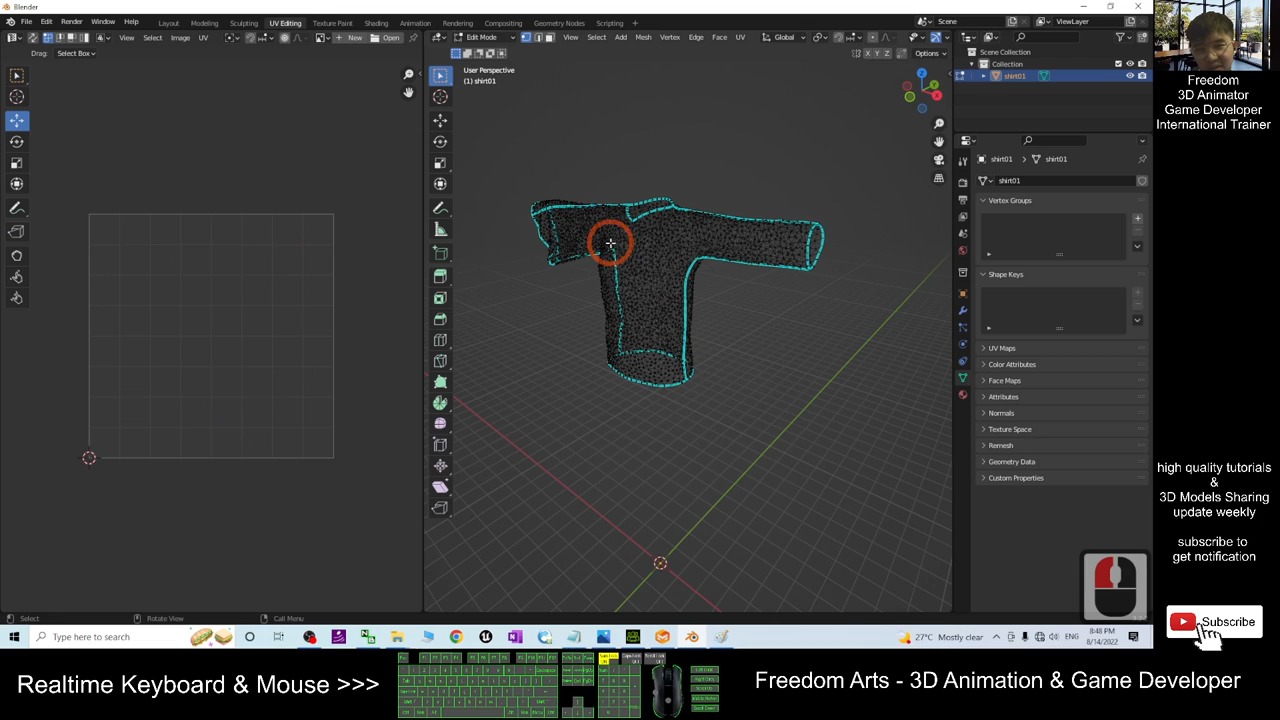 Blender
File Edit Render Window Help Layout Modeling Sculpting UV Editing Texture Paint Shading Animation Rendering Compositing Geometry Nodes Scripting + Scene ViewLayer
View Select Image UV New Open Edit Mode View Select Add Mesh Vertex Edge Face UV Global
Drag: Select Box X Y Z Options
User Perspective
(1) shirt01
Scene Collection
Collection
shirt01
shirt01 > shirt01
shirt01
Vertex Groups
Shape Keys
UV Maps
Color Attributes
Face Maps
Attributes
Normals
Texture Space
Remesh
Geometry Data
Custom Properties
Select Rotate View Call Menu
Type here to search
27°C Mostly clear ENG 8:48 PM
8/14/2022
Freedom
3D Animator
Game Developer
International Trainer
high quality tutorials
&
3D Models Sharing
update weekly
subscribe to
get notification
Subscribe
Realtime Keyboard & Mouse >>>
Freedom Arts - 3D Animation & Game Developer